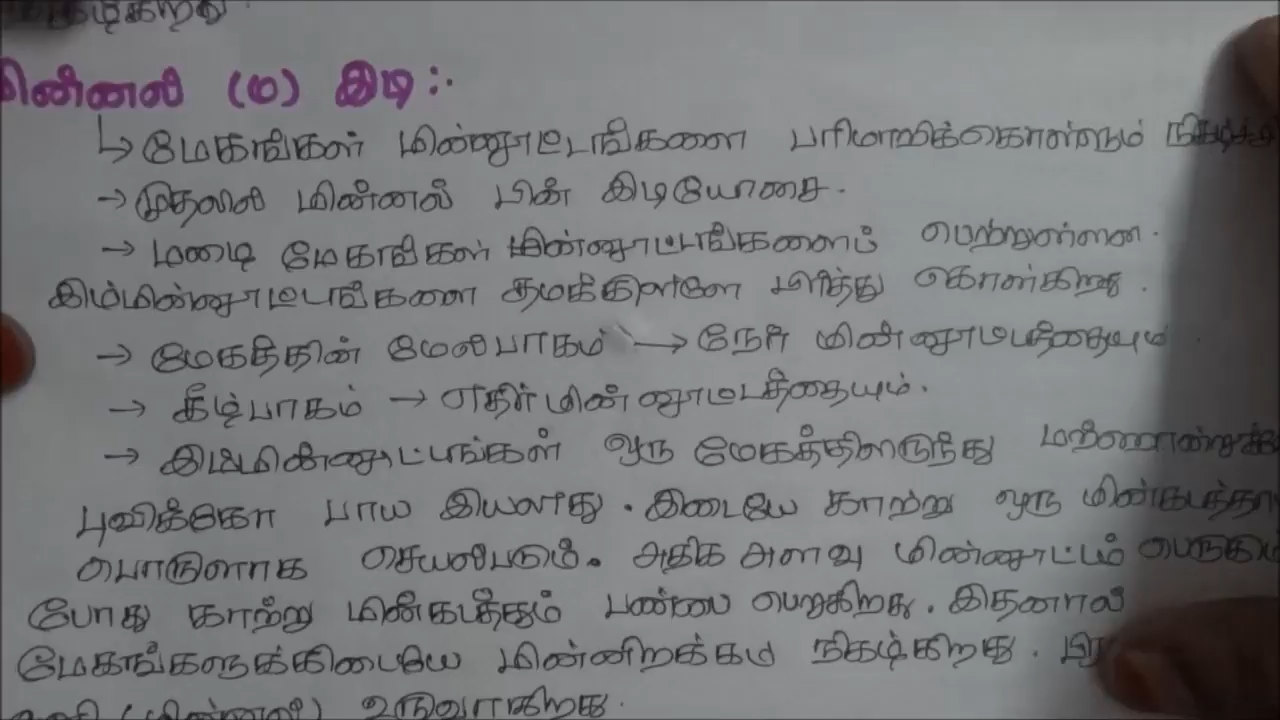 மின்னல் (ம) இடி :-
↳ மேகங்கள் மின்னூட்டங்களை பரிமாறிக்கொள்ளும்
→ முதலில் மின்னல் பின் இடியோசை.
→ மழை மேகங்கள் மின்னூட்டங்களைப் பெற்றுள்ளன.
இம்மின்னூட்டங்களை தமக்குள்ளே பிரித்து கொள்கிறது.
→ மேகத்தின் மேல்பாகம் → நேர் மின்னூட்டத்தையும்
→ கீழ்பாகம் → எதிர்மின்னூட்டத்தையும்.
→ இம்மின்னூட்டங்கள் ஒரு மேகத்திலிருந்து மற்றொன்றுக்கு
புவிக்கோ பாய இயலாது. இடையே காற்று ஒரு மின்கடத்தா
பொருளாக செயல்படும். அதிக அளவு மின்னூட்டம்
போது காற்று மின்கடத்தும் பண்பை பெறுகிறது. இதனால்
மேகங்களுக்கிடையே மின்னிறக்கம் நிகழ்கிறது.
(மின்னல்) உருவாகிறது.